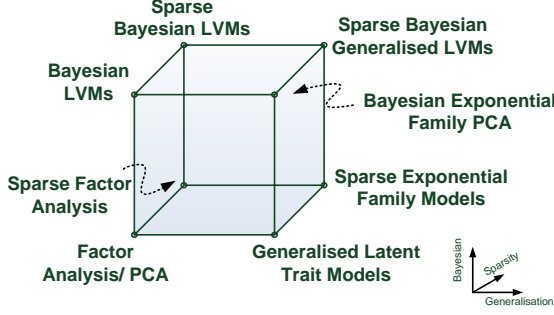 Sparse
Bayesian LVMs
Sparse Bayesian
Generalised LVMs
Bayesian
LVMs
Bayesian Exponential
Family PCA
Sparse Factor
Analysis
Sparse Exponential
Family Models
Factor
Analysis/ PCA
Generalised Latent
Trait Models
Bayesian
Sparsity
Generalisation